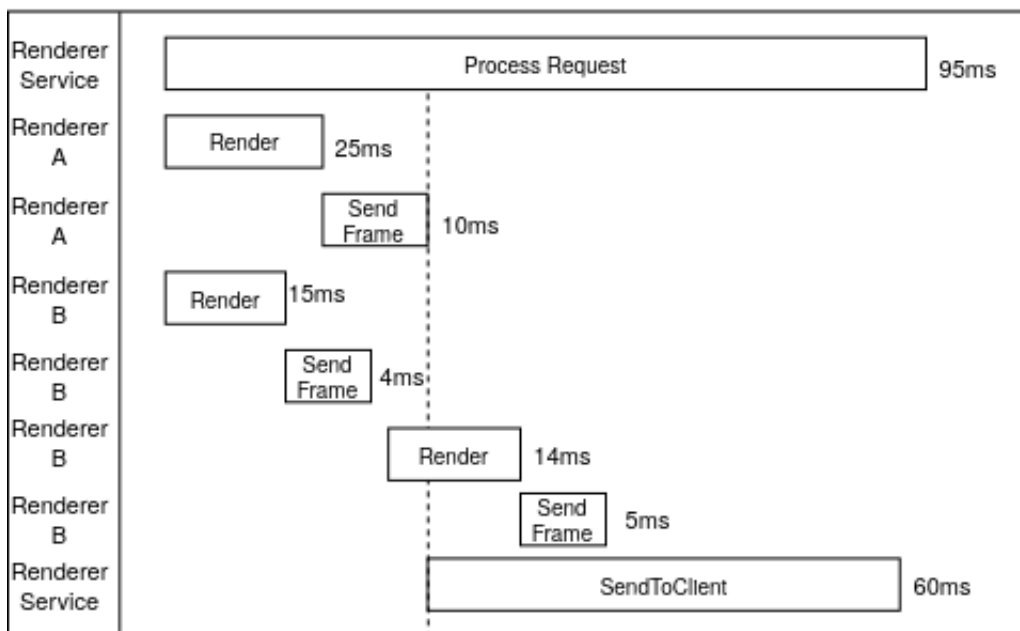 Renderer
Service
Process Request
95ms
Renderer
A
Render
25ms
Renderer
A
Send
Frame
10ms
Renderer
B
Render
15ms
Renderer
B
Send
Frame
4ms
Renderer
B
Render
14ms
Renderer
B
Send
Frame
5ms
Renderer
Service
SendToClient
60ms